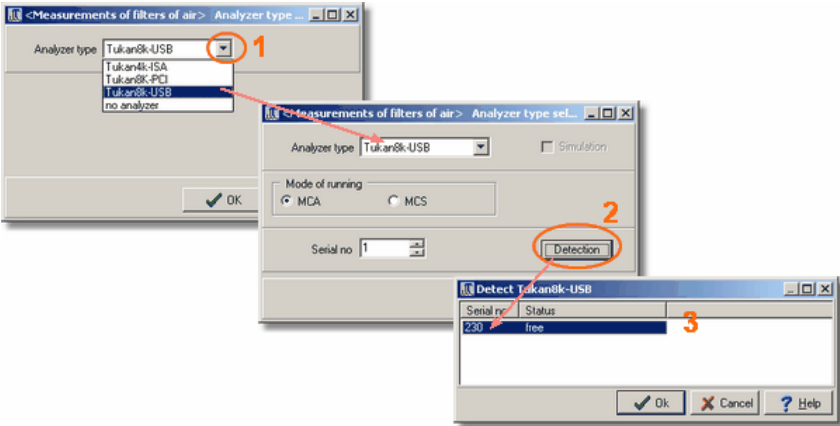 <Measurements of filters of air> Analyzer type ...
Analyzer type Tukan8k-USB
1
Tukan4k-ISA
Tukan8K-PCI
Tukan8k-USB
no analyzer
OK
<Measurements of filters of air> Analyzer type sel...
Analyzer type Tukan8k-USB Simulation
Mode of running
MCA MCS
2
Serial no 1 Detection
Detect Tukan8k-USB
Serial no Status
230 free
3
Ok Cancel Help